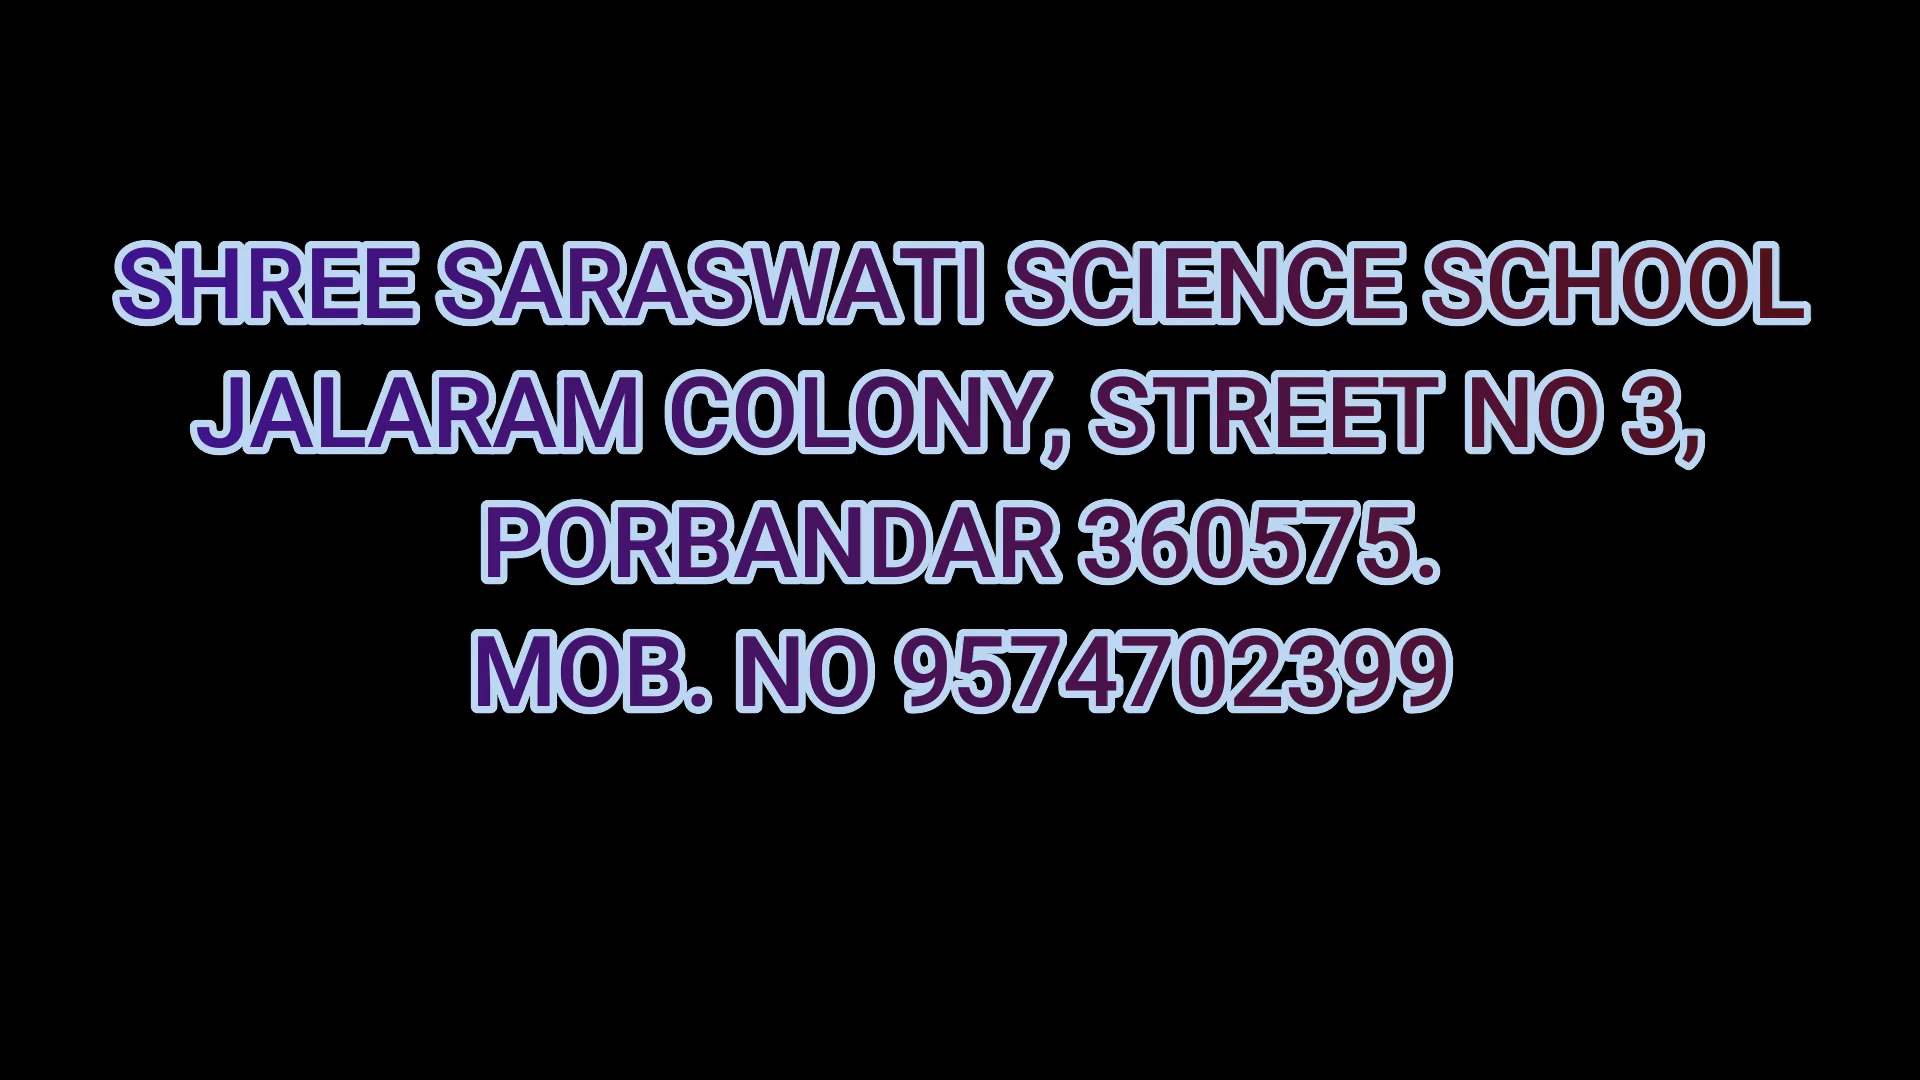 SHREE SARASWATI SCIENCE SCHOOL
JALARAM COLONY, STREET NO 3,
PORBANDAR 360575.
MOB. NO 9574702399